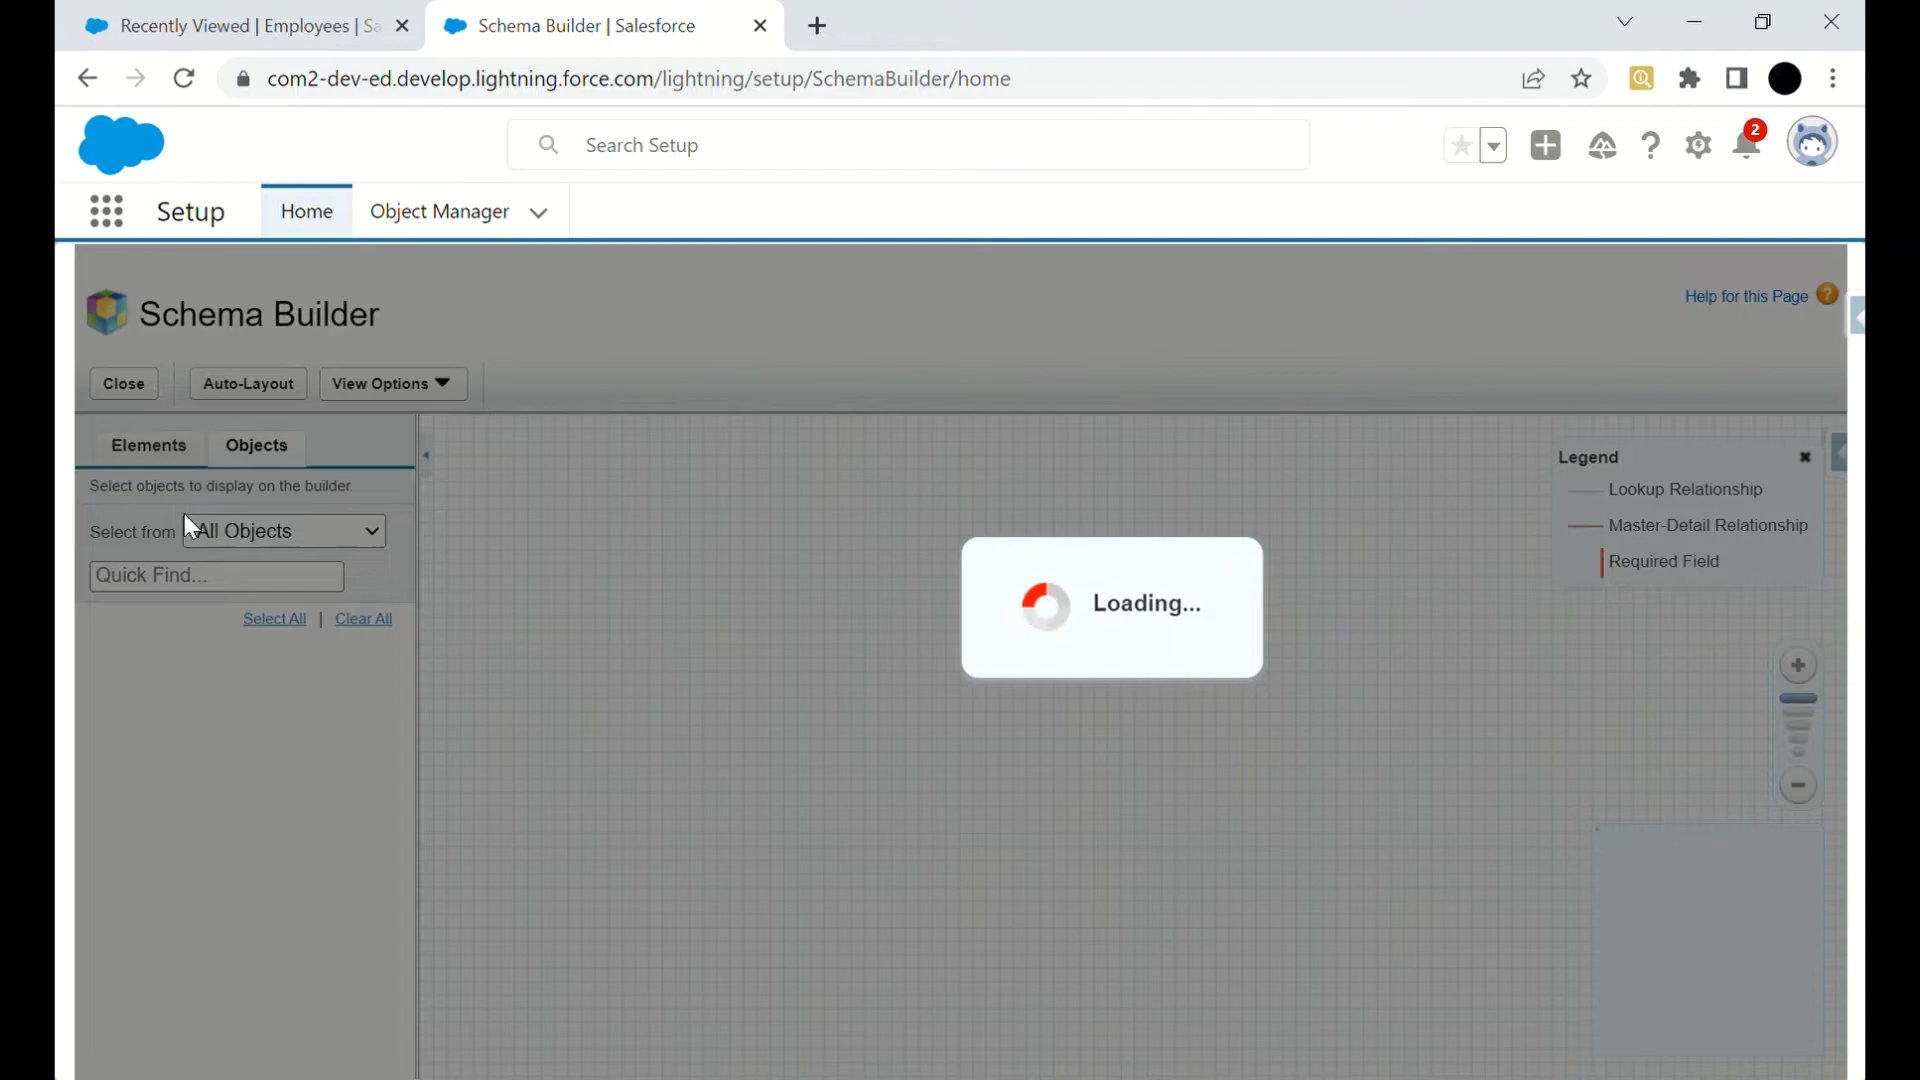 Recently Viewed | Employees | Sa
Schema Builder | Salesforce
com2-dev-ed.develop.lightning.force.com/lightning/setup/SchemaBuilder/home
Search Setup
2
Setup
Home
Object Manager
Schema Builder
Help for this Page ?
Close
Auto-Layout
View Options
Elements
Objects
Select objects to display on the builder.
Select from All Objects
Quick Find...
Select All | Clear All
Legend
Lookup Relationship
Master-Detail Relationship
Required Field
Loading...